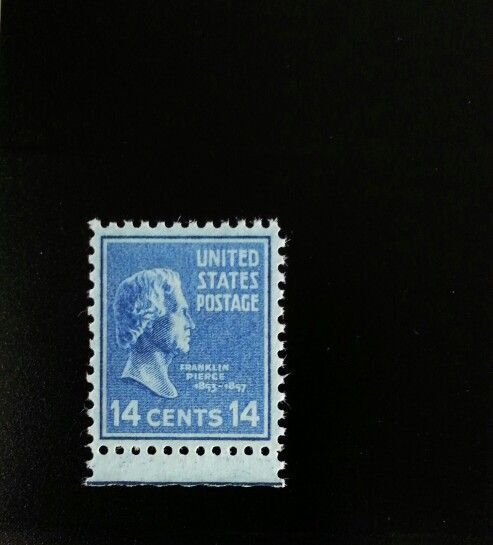 UNITED
STATES
POSTAGE
FRANKLIN
PIERCE
1853-1857
14 CENTS 14